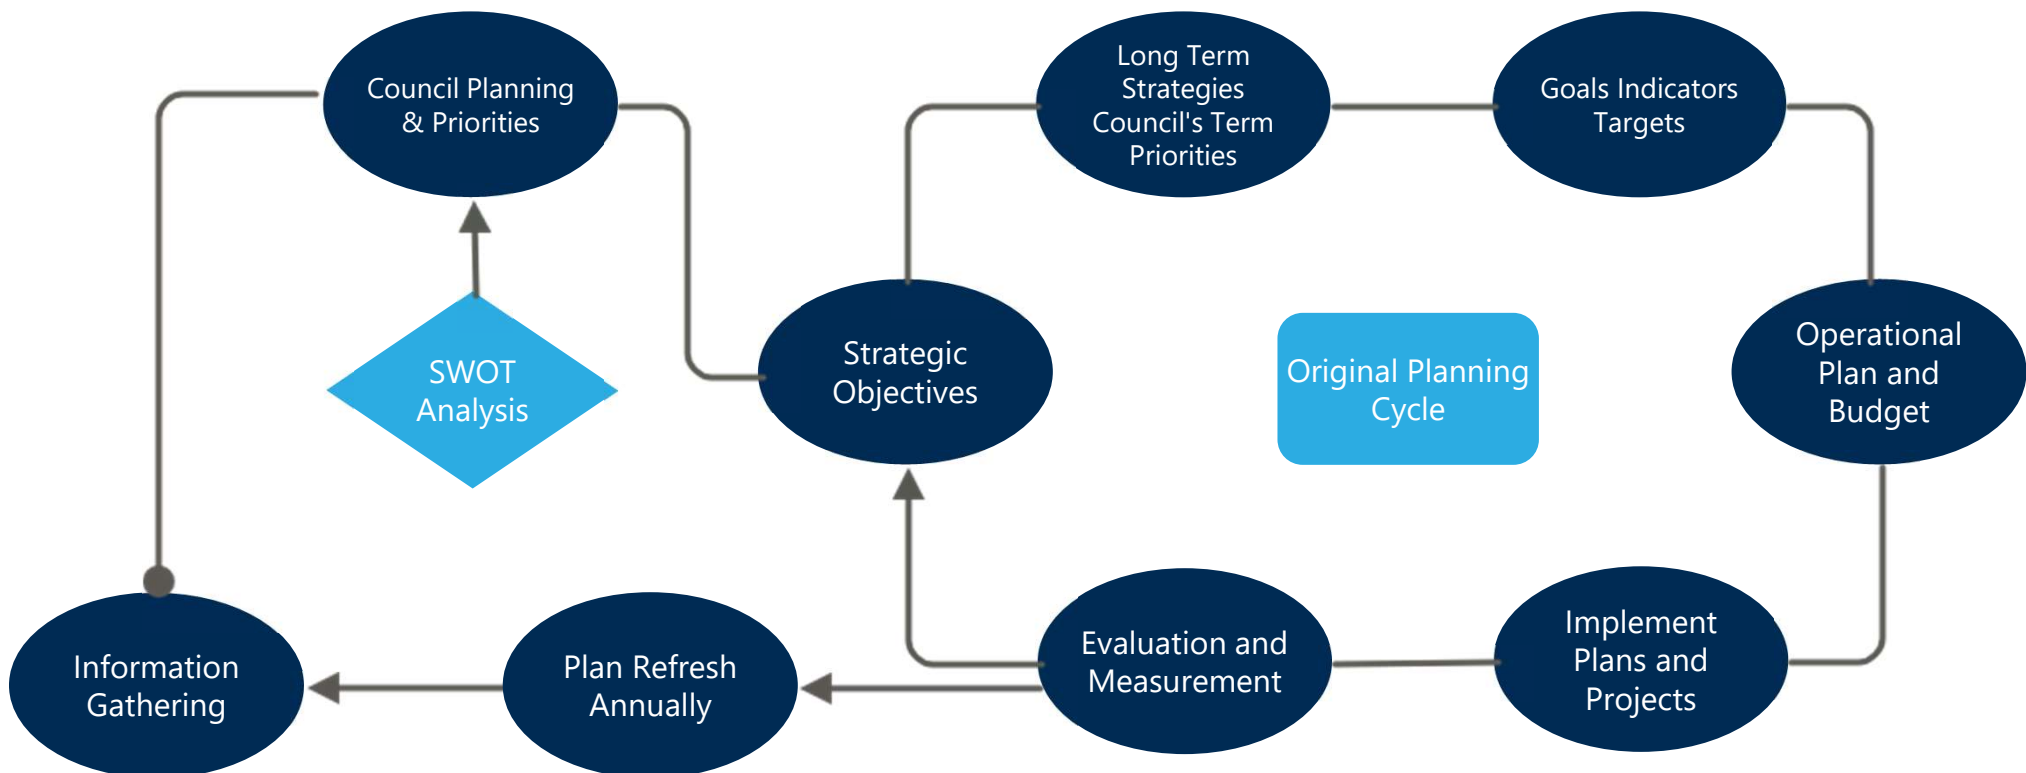 Council Planning
& Priorities
Long Term
Strategies
Council's Term
Priorities
Goals Indicators
Targets
SWOT
Analysis
Strategic
Objectives
Original Planning
Cycle
Operational
Plan and
Budget
Information
Gathering
Plan Refresh
Annually
Evaluation and
Measurement
Implement
Plans and
Projects